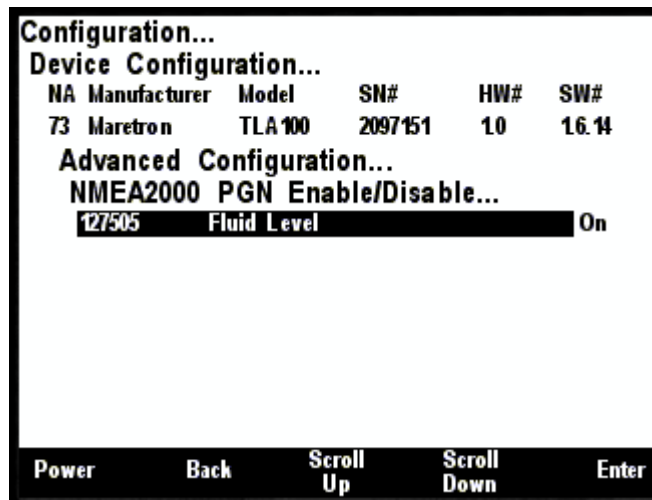 Configuration...
Device Configuration...
NA Manufacturer Model SN# HW# SW#
73 Maretron TLA100 2097151 1.0 1.6.14
Advanced Configuration...
NMEA2000 PGN Enable/Disable...
127505 Fluid Level On
Power Back Scroll Up Scroll Down Enter